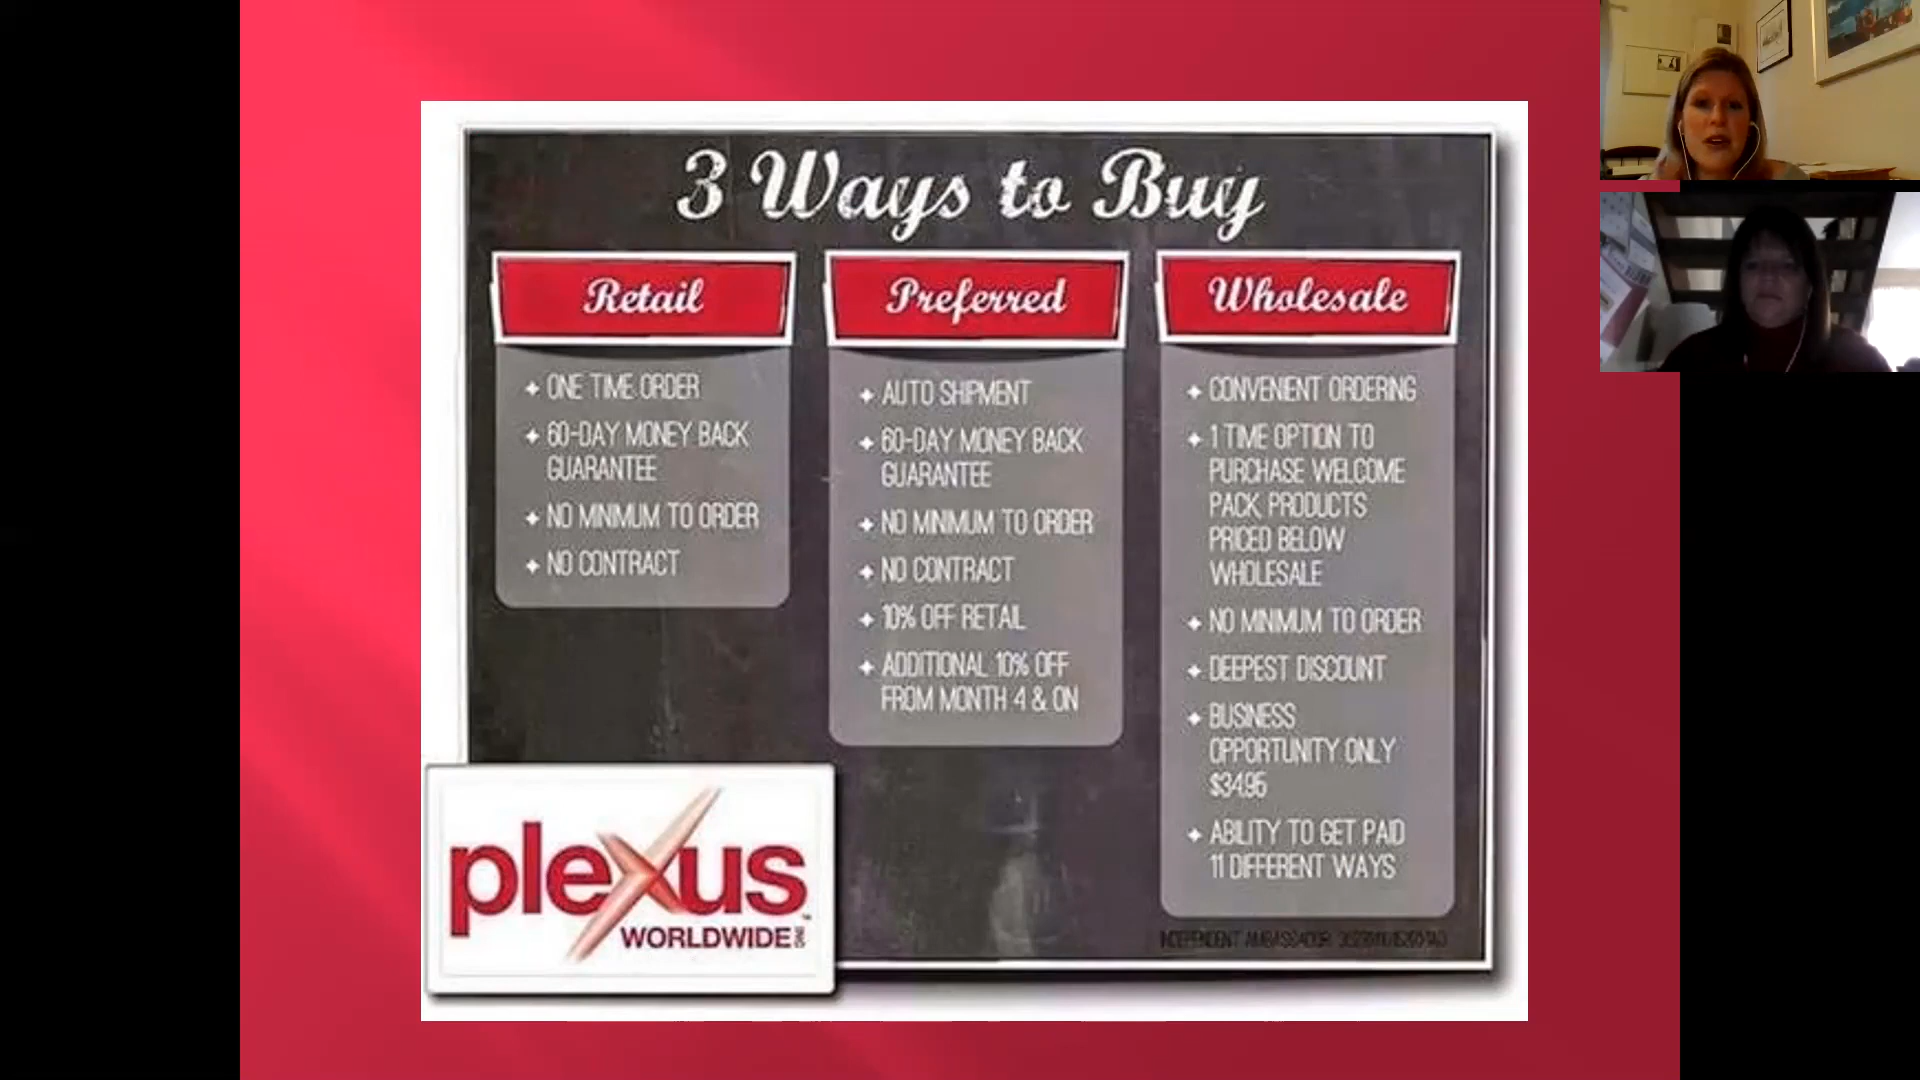 3 Ways to Buy
Retail
+ ONE TIME ORDER
+ 60-DAY MONEY BACK
GUARANTEE
+ NO MINIMUM TO ORDER
+ NO CONTRACT
Preferred
+ AUTO SHIPMENT
+ 60-DAY MONEY BACK
GUARANTEE
+ NO MINIMUM TO ORDER
+ NO CONTRACT
+ 10% OFF RETAIL
+ ADDITIONAL 10% OFF
FROM MONTH 4 & ON
Wholesale
+ CONVENIENT ORDERING
+ 1 TIME OPTION TO
PURCHASE WELCOME
PACK PRODUCTS
PRICED BELOW
WHOLESALE
+ NO MINIMUM TO ORDER
+ DEEPEST DISCOUNT
+ BUSINESS
OPPORTUNITY ONLY
$34.95
+ ABILITY TO GET PAID
11 DIFFERENT WAYS
INDEPENDENT AMBASSADOR
plexus
WORLDWIDE INC